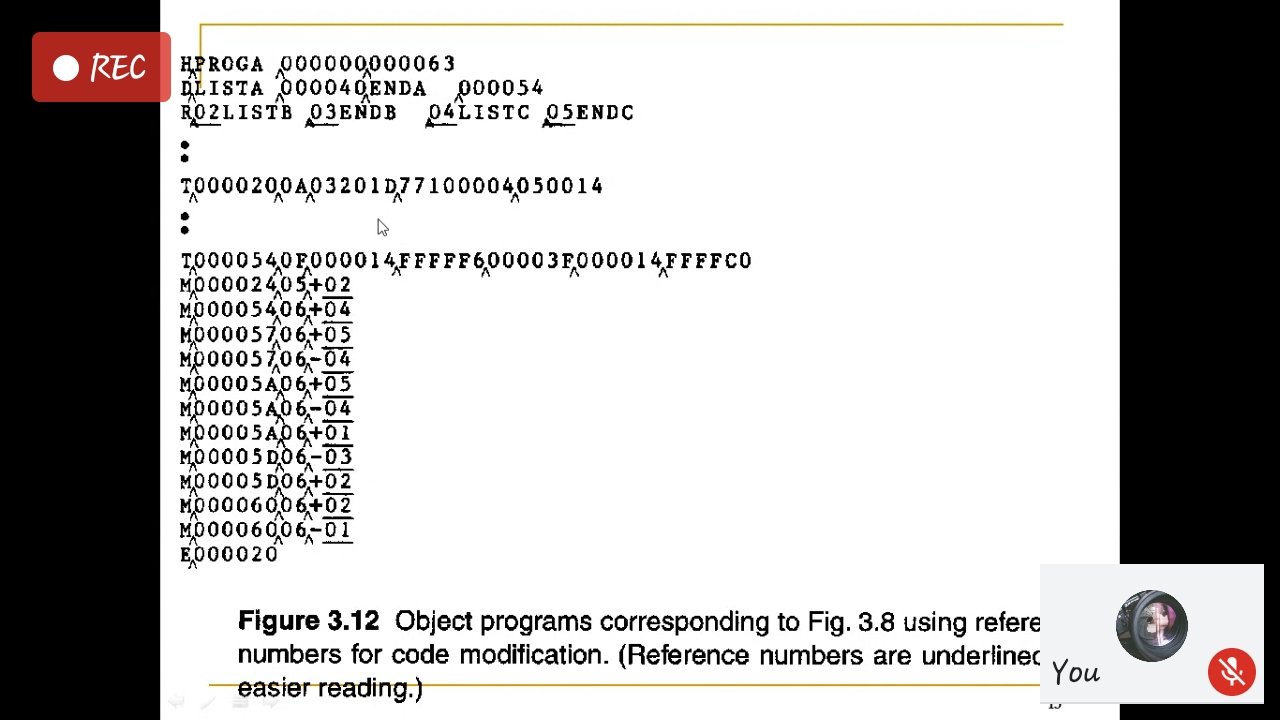 REC
HPROGA 000000000063
DLISTA 000040ENDA 000054
R02LISTB 03ENDB 04LISTC 05ENDC
T0000200A03201D77100004050014
T0000540F000014FFFFF600003F000014FFFFC0
M00002405+02
M00005406+04
M00005706+05
M00005706-04
M00005A06+05
M00005A06-04
M00005A06+01
M00005D06-03
M00005D06+02
M00006006+02
M00006006-01
E000020
Figure 3.12 Object programs corresponding to Fig. 3.8 using refere
numbers for code modification. (Reference numbers are underlined
easier reading.)
You